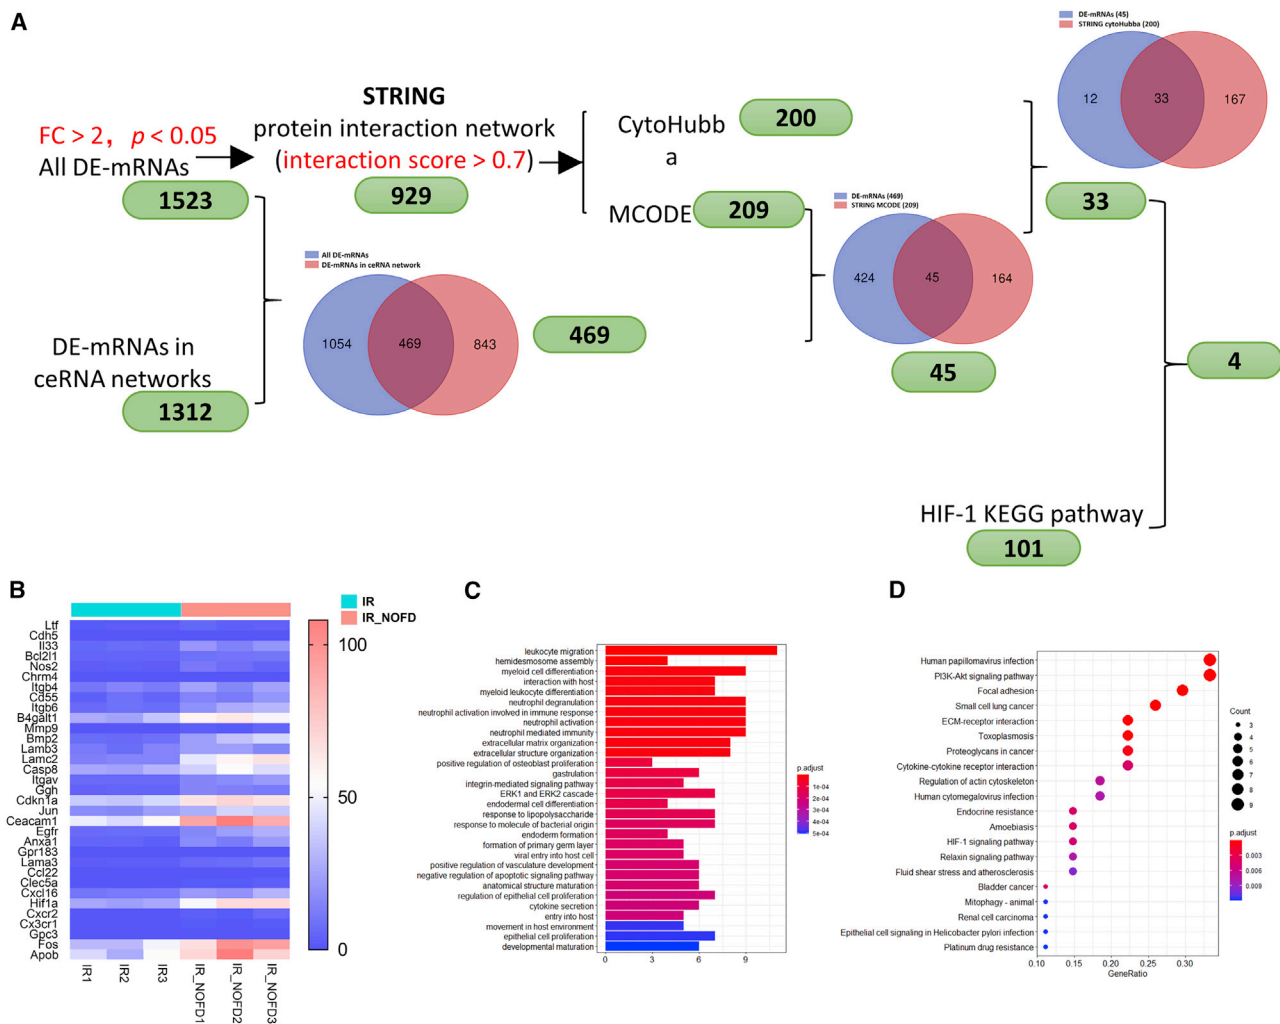 A
FC > 2, p < 0.05
All DE-mRNAs
1523
STRING
protein interaction network
(interaction score > 0.7)
929
CytoHubb
a
200
MCODE
209
DE-mRNAs in
ceRNA networks
1312
All DE-mRNAs
DE-mRNAs in ceRNA network
1054
469
843
469
DE-mRNAs (469)
STRING MCODE (209)
424
45
164
45
DE-mRNAs (45)
STRING cytoHubba (200)
12
33
167
33
4
HIF-1 KEGG pathway
101
B
IR
IR_NOFD
100
50
0
Ltf
Cdh5
Il33
Bcl2l1
Nos2
Chrm4
Itgb4
Cd55
Itgb6
B4galt1
Mmp9
Bmp2
Lamb3
Lamc2
Casp8
Itgav
Ggh
Cdkn1a
Jun
Ceacam1
Egfr
Anxa1
Gpr183
Lama3
Ccl22
Clec5a
Cxcl16
Hif1a
Cxcr2
Cx3cr1
Gpc3
Fos
Apob
IR1
IR2
IR3
IR_NOFD1
IR_NOFD2
IR_NOFD3
C
leukocyte migration
hemidesmosome assembly
myeloid cell differentiation
interaction with host
myeloid leukocyte differentiation
neutrophil degranulation
neutrophil activation involved in immune response
neutrophil activation
neutrophil mediated immunity
extracellular matrix organization
extracellular structure organization
positive regulation of osteoblast proliferation
gastrulation
integrin-mediated signaling pathway
ERK1 and ERK2 cascade
endodermal cell differentiation
response to lipopolysaccharide
response to molecule of bacterial origin
endoderm formation
formation of primary germ layer
viral entry into host cell
positive regulation of vasculature development
negative regulation of apoptotic signaling pathway
anatomical structure maturation
regulation of epithelial cell proliferation
cytokine secretion
entry into host
movement in host environment
epithelial cell proliferation
developmental maturation
0 3 6 9
p.adjust
1e-04
2e-04
3e-04
4e-04
5e-04
D
Human papillomavirus infection
PI3K-Akt signaling pathway
Focal adhesion
Small cell lung cancer
ECM-receptor interaction
Toxoplasmosis
Proteoglycans in cancer
Cytokine-cytokine receptor interaction
Regulation of actin cytoskeleton
Human cytomegalovirus infection
Endocrine resistance
Amoebiasis
HIF-1 signaling pathway
Relaxin signaling pathway
Fluid shear stress and atherosclerosis
Bladder cancer
Mitophagy - animal
Renal cell carcinoma
Epithelial cell signaling in Helicobacter pylori infection
Platinum drug resistance
0.10 0.15 0.20 0.25 0.30
GeneRatio
Count
3
4
5
6
7
8
9
p.adjust
0.003
0.006
0.009